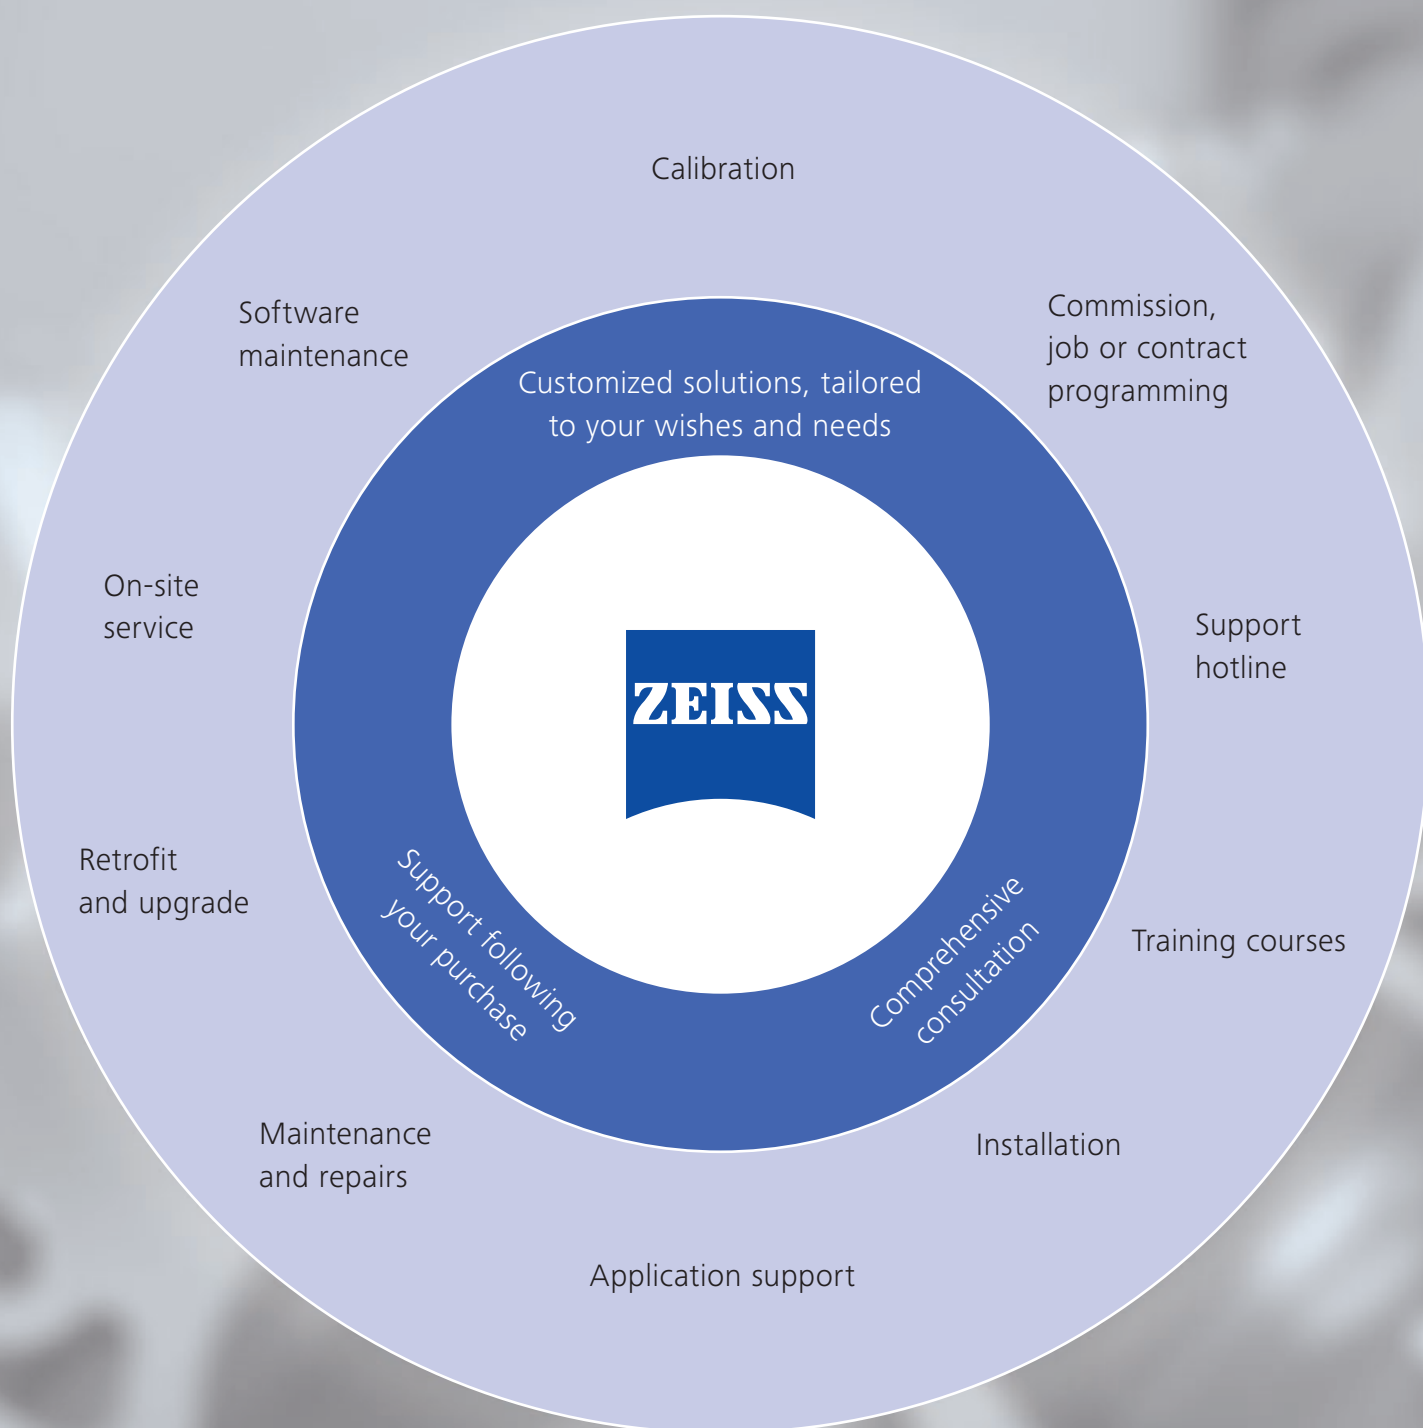 Calibration
Software
maintenance
Commission,
job or contract
programming
Customized solutions, tailored
to your wishes and needs
On-site
service
Support
hotline
ZEISS
Retrofit
and upgrade
Support following
your purchase
Comprehensive
consultation
Training courses
Maintenance
and repairs
Installation
Application support